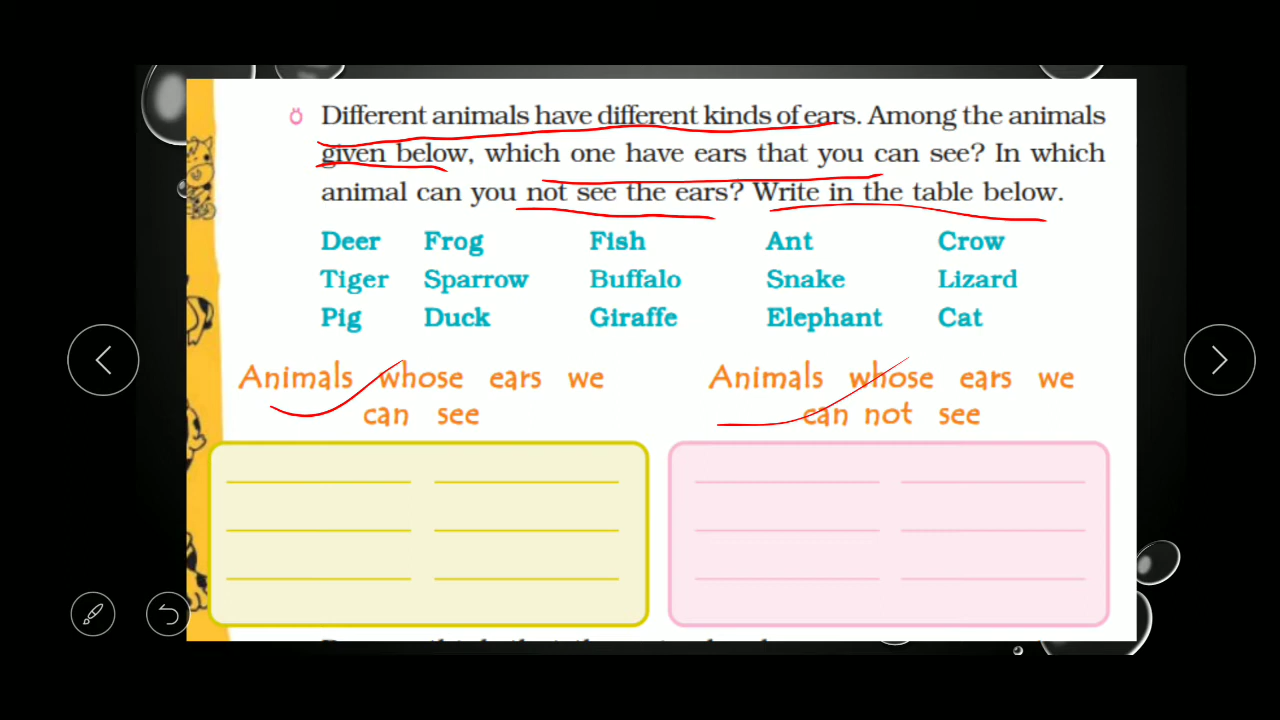 Different animals have different kinds of ears. Among the animals
given below, which one have ears that you can see? In which
animal can you not see the ears? Write in the table below.
Deer Frog Fish Ant Crow
Tiger Sparrow Buffalo Snake Lizard
Pig Duck Giraffe Elephant Cat
Animals whose ears we
can see
Animals whose ears we
can not see